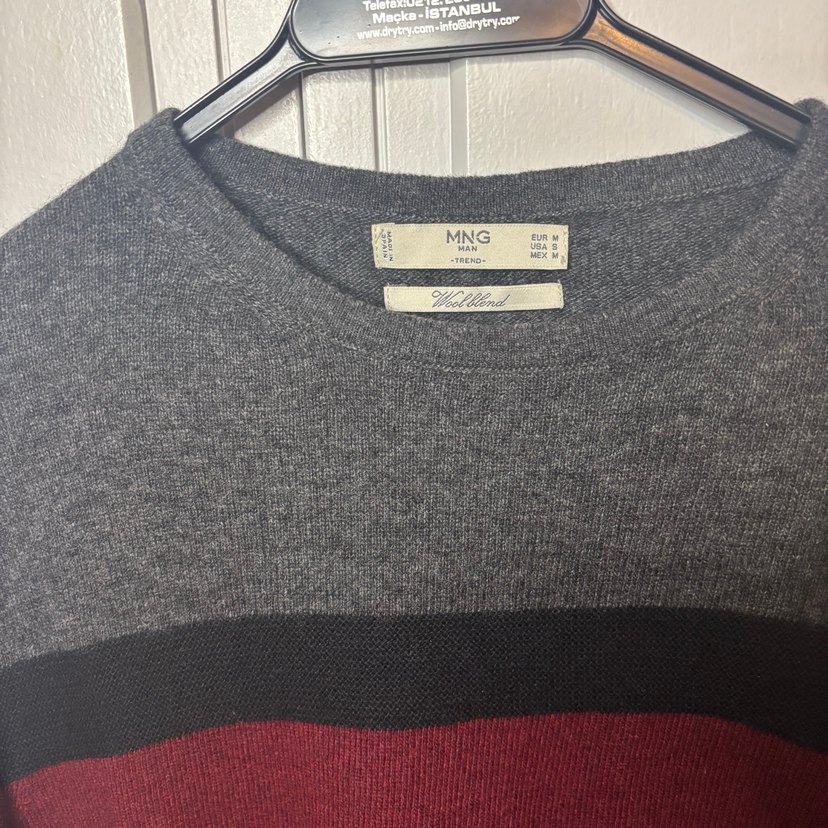 Telefax:0212.2
Maçka - İSTANBUL
www.drytry.com - info@drytry.com
MNG
MAN
-TREND-
MADE IN
SPAIN
EUR M
USA S
MEX M
Wool blend